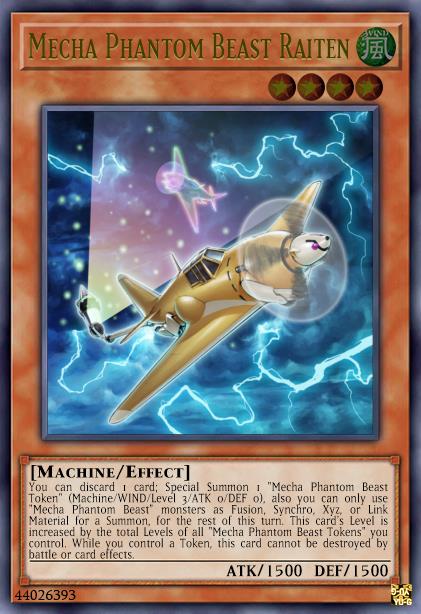 Mecha Phantom Beast Raiten
WIND
風
[Machine/Effect]
You can discard 1 card; Special Summon 1 "Mecha Phantom Beast
Token" (Machine/WIND/Level 3/ATK 0/DEF 0), also you can only use
"Mecha Phantom Beast" monsters as Fusion, Synchro, Xyz, or Link
Material for a Summon, for the rest of this turn. This card's Level is
increased by the total Levels of all "Mecha Phantom Beast Tokens" you
control. While you control a Token, this card cannot be destroyed by
battle or card effects.
ATK/1500 DEF/1500
44026393